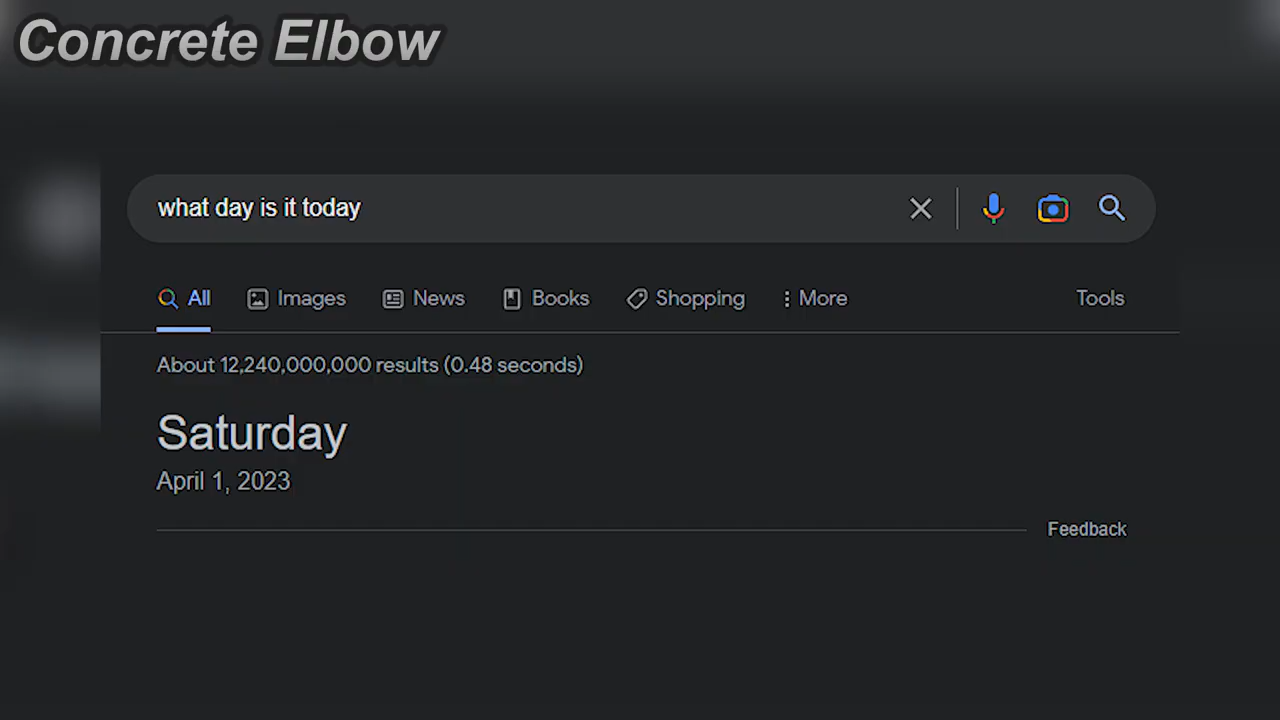 Concrete Elbow
what day is it today
All Images News Books Shopping More Tools
About 12,240,000,000 results (0.48 seconds)
Saturday
April 1, 2023
Feedback